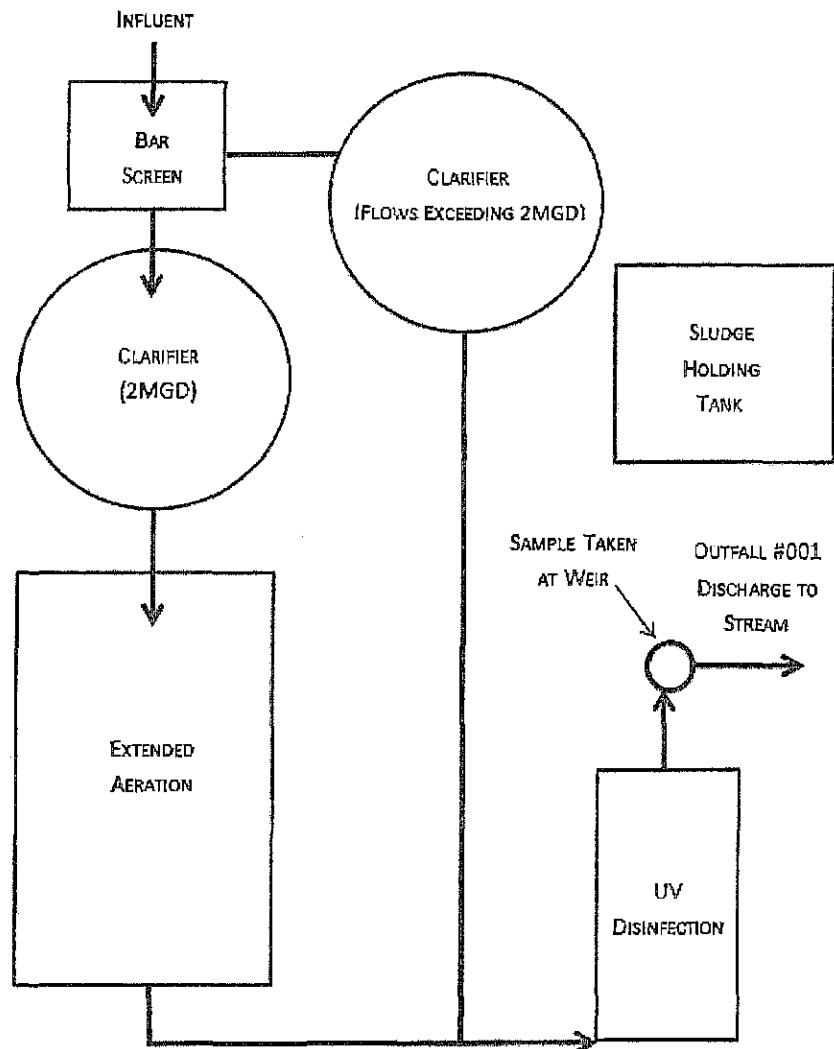 INFLUENT
BAR
SCREEN
CLARIFIER
(FLOWS EXCEEDING 2MGD)
CLARIFIER
(2MGD)
SLUDGE
HOLDING
TANK
SAMPLE TAKEN
AT WEIR
OUTFALL #001
DISCHARGE TO
STREAM
EXTENDED
AERATION
UV
DISINFECTION